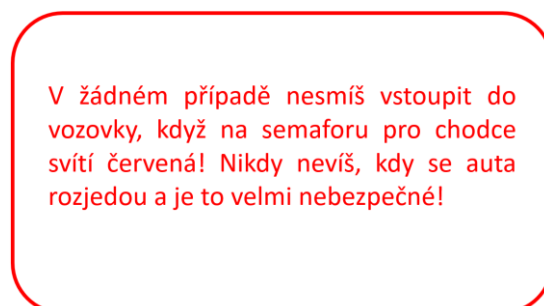 V žádném případě nesmíš vstoupit do
vozovky, když na semaforu pro chodce
svítí červená! Nikdy nevíš, kdy se auta
rozjedou a je to velmi nebezpečné!